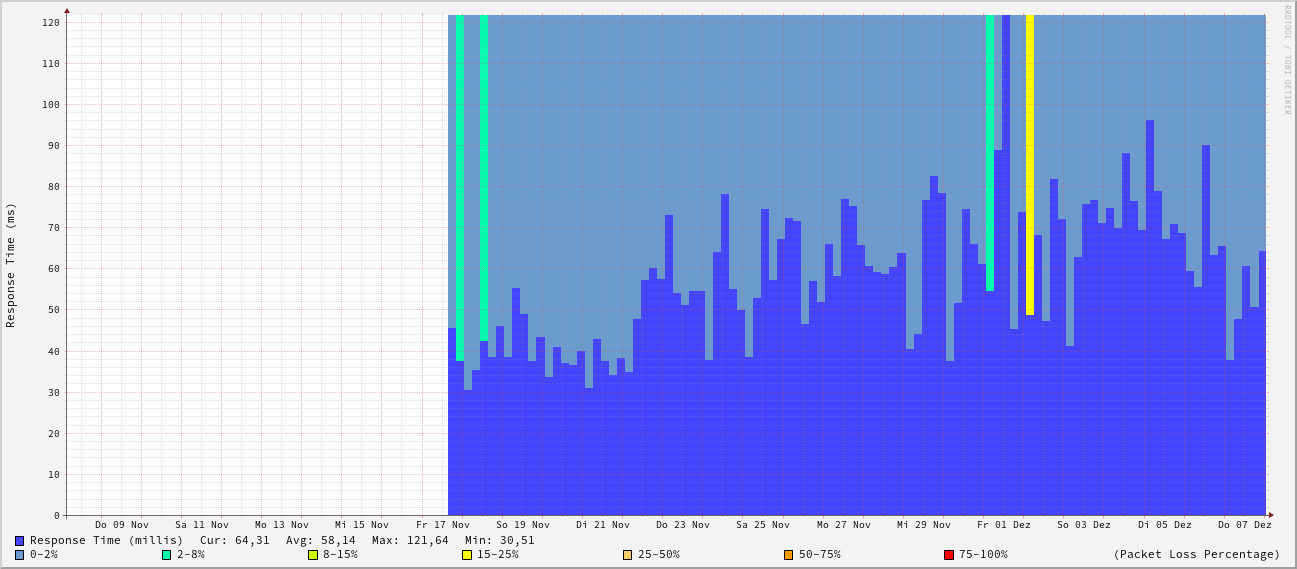 RRDTOOL / TOBI OETIKER
Response Time (ms)
120
110
100
90
80
70
60
50
40
30
20
10
0
Do 09 Nov Sa 11 Nov Mo 13 Nov Mi 15 Nov Fr 17 Nov So 19 Nov Di 21 Nov Do 23 Nov Sa 25 Nov Mo 27 Nov Mi 29 Nov Fr 01 Dez So 03 Dez Di 05 Dez Do 07 Dez
Response Time (millis) Cur: 64,31 Avg: 58,14 Max: 121,64 Min: 30,51
0-2% 2-8% 8-15% 15-25% 25-50% 50-75% 75-100% (Packet Loss Percentage)